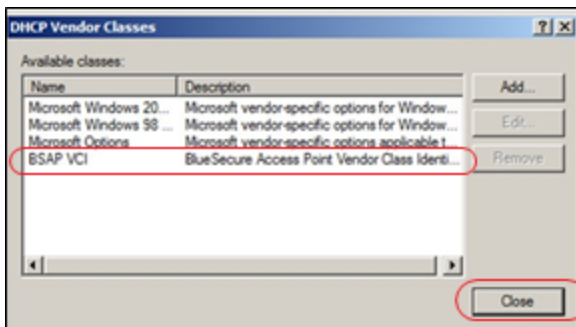 DHCP Vendor Classes
Available classes:
Name Description
Microsoft Windows 20... Microsoft vendor-specific options for Window...
Microsoft Windows 98 ... Microsoft vendor-specific options for Window...
Microsoft Options Microsoft vendor-specific options applicable t...
BSAP VCI BlueSecure Access Point Vendor Class Identi...
Add...
Edit...
Remove
Close